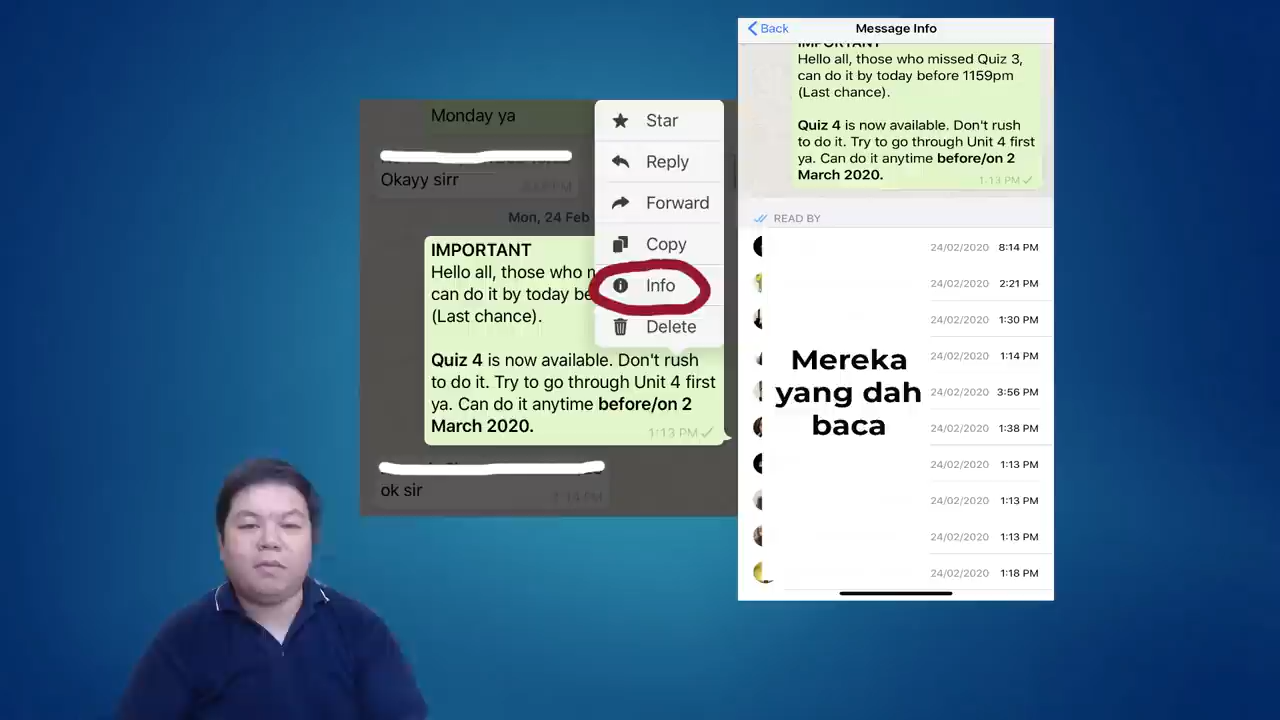 Monday ya
Okayy sirr
Mon, 24 Feb
IMPORTANT
Hello all, those who
can do it by today be
(Last chance).
Quiz 4 is now available. Don't rush
to do it. Try to go through Unit 4 first
ya. Can do it anytime before/on 2
March 2020.
1:13 PM
ok sir
1:14 PM
Star
Reply
Forward
Copy
Info
Delete
Back
Message Info
IMPORTANT
Hello all, those who missed Quiz 3,
can do it by today before 1159pm
(Last chance).
Quiz 4 is now available. Don't rush
to do it. Try to go through Unit 4 first
ya. Can do it anytime before/on 2
March 2020.
1:13 PM
READ BY
24/02/2020 8:14 PM
24/02/2020 2:21 PM
24/02/2020 1:30 PM
24/02/2020 1:14 PM
24/02/2020 3:56 PM
24/02/2020 1:38 PM
24/02/2020 1:13 PM
24/02/2020 1:13 PM
24/02/2020 1:13 PM
24/02/2020 1:18 PM
Mereka
yang dah
baca